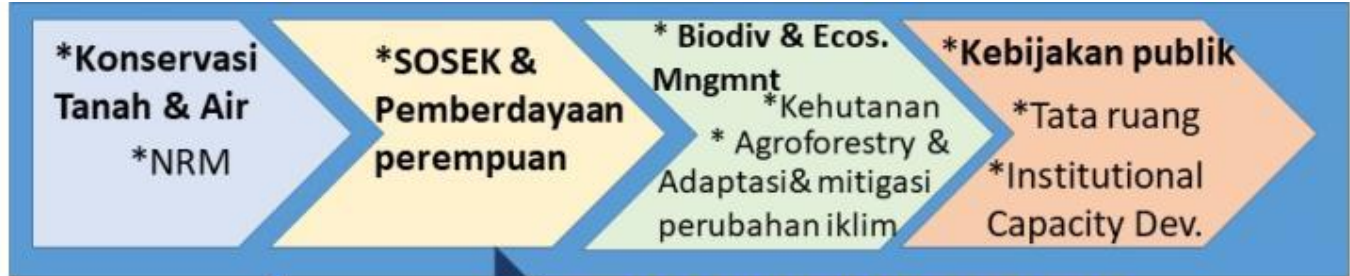 *Konservasi
Tanah & Air
*NRM
*SOSEK &
Pemberdayaan
perempuan
* Biodiv & Ecos.
Mngmnt
*Kehutanan
* Agroforestry &
Adaptasi& mitigasi
perubahan iklim
*Kebijakan publik
*Tata ruang
*Institutional
Capacity Dev.